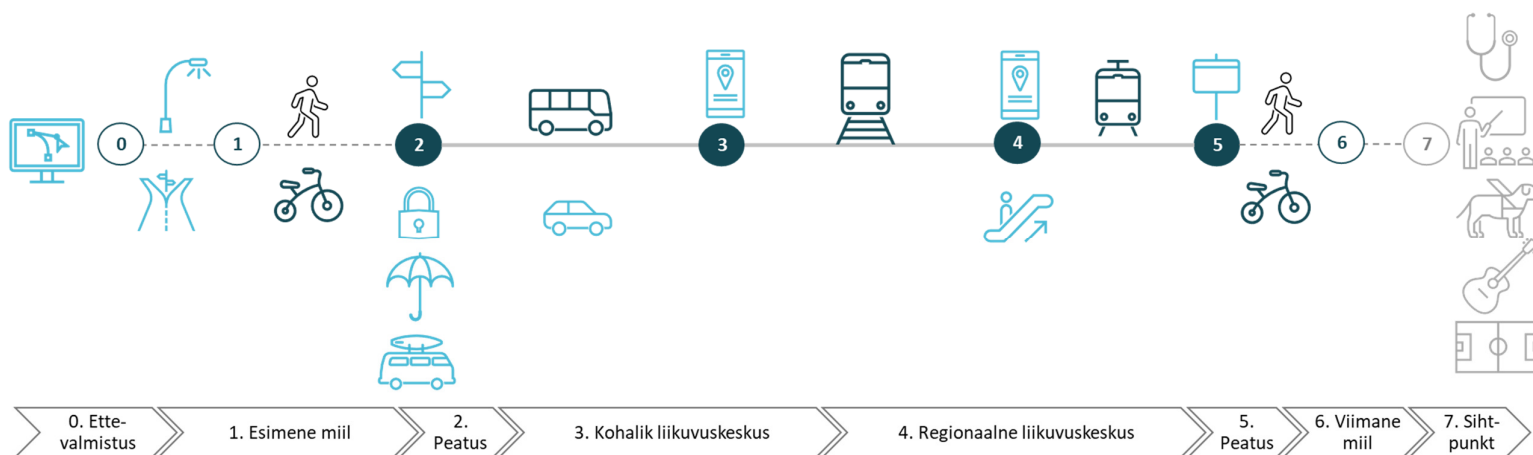 0
1
2
3
4
5
6
7
0. Ette-
valmistus
1. Esimene miil
2.
Peatus
3. Kohalik liikuvuskeskus
4. Regionaalne liikuvuskeskus
5.
Peatus
6. Viimane
miil
7. Siht-
punkt